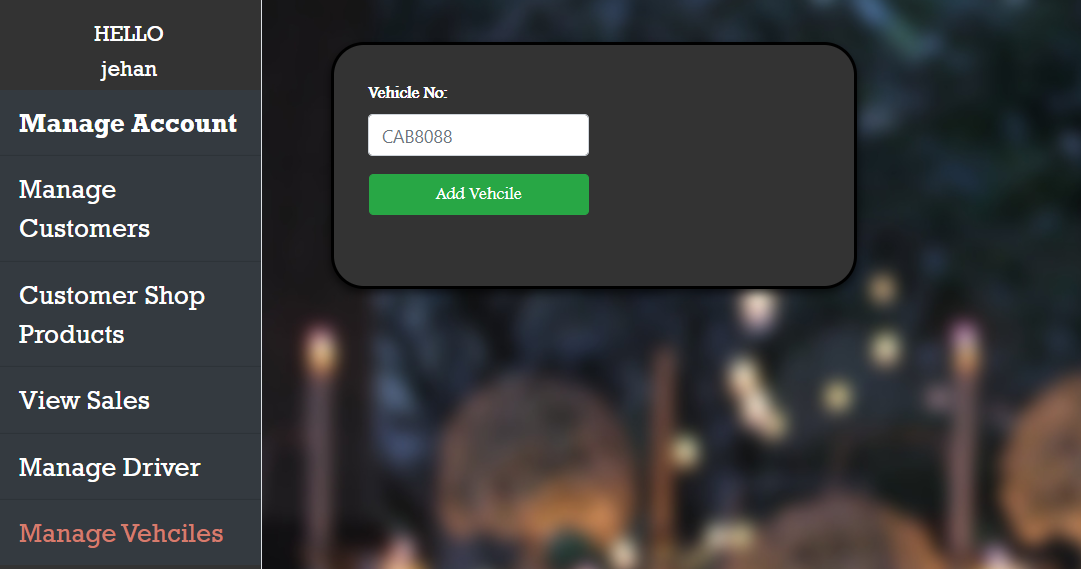 HELLO
jehan
Manage Account
Manage
Customers
Customer Shop
Products
View Sales
Manage Driver
Manage Vehciles
Vehicle No:
CAB8088
Add Vehcile